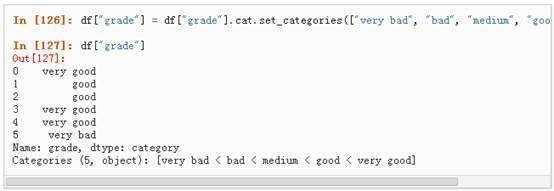 In [126]: df["grade"] = df["grade"].cat.set_categories(["very bad", "bad", "medium", "goo
In [127]: df["grade"]
Out[127]:
0    very good
1         good
2         good
3    very good
4    very good
5     very bad
Name: grade, dtype: category
Categories (5, object): [very bad < bad < medium < good < very good]